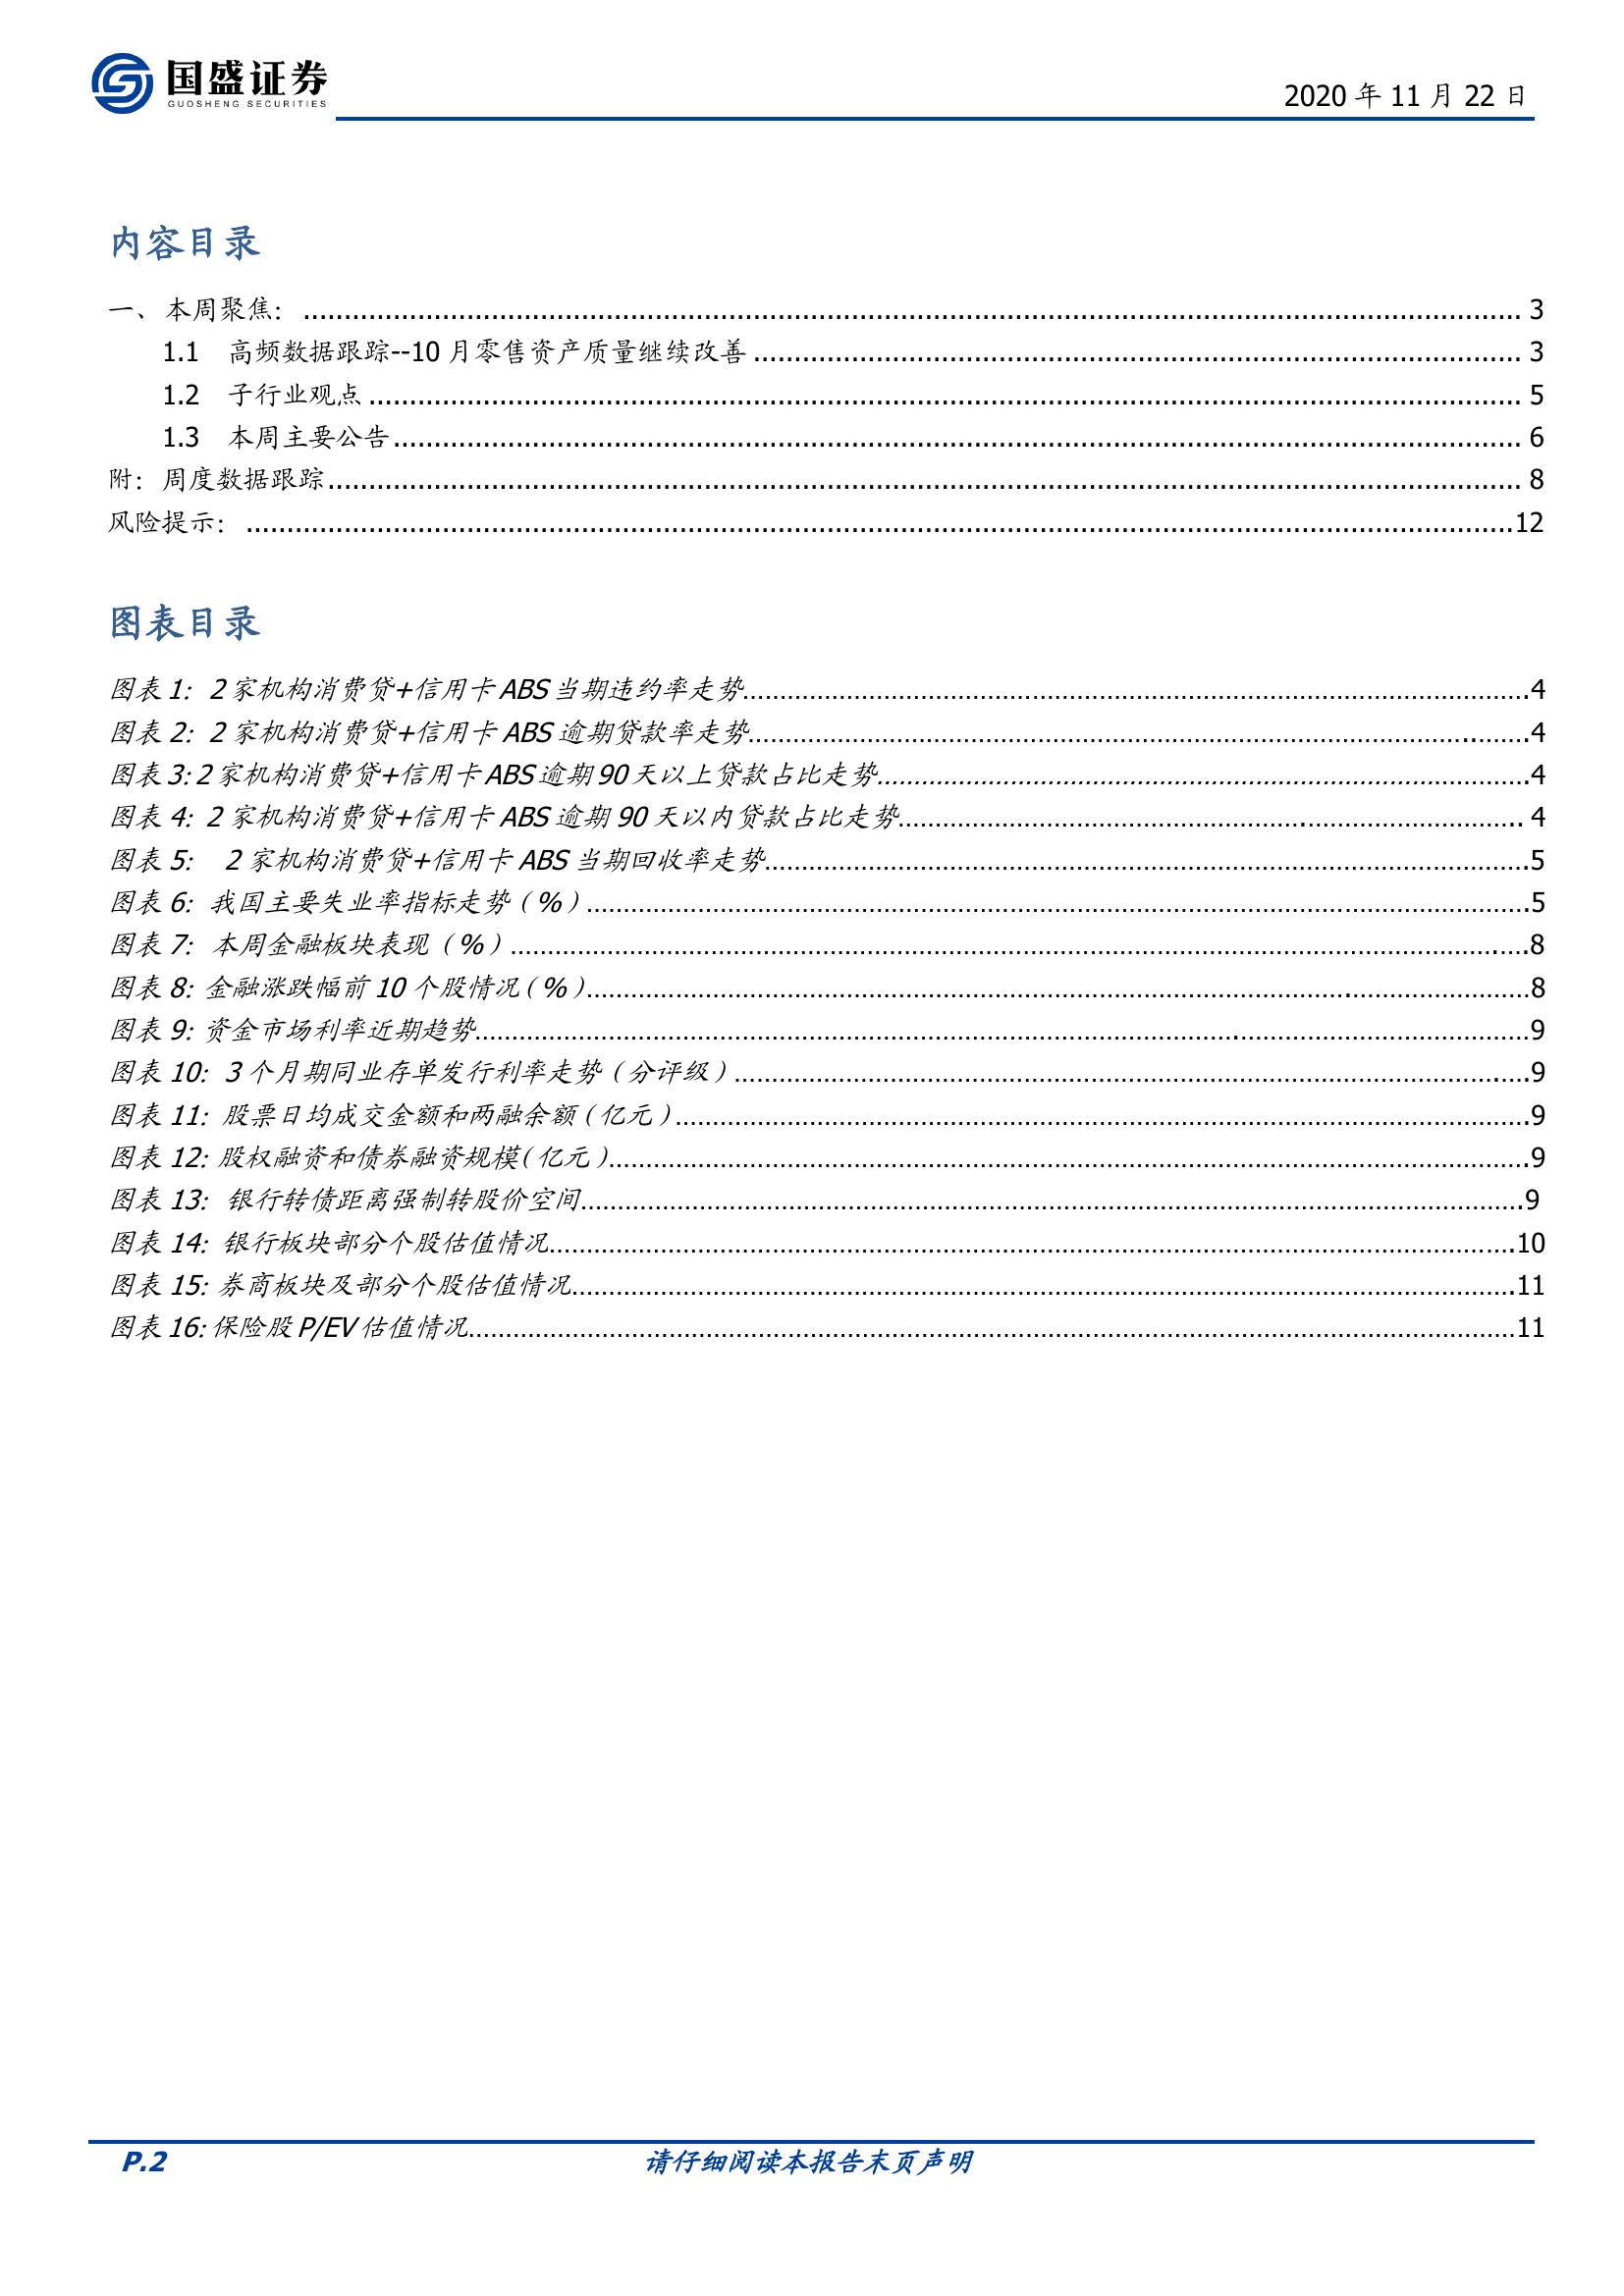 国盛证券
GUOSHENG SECURITIES
2020 年 11 月 22 日
内容目录
一、本周聚焦： ........................................ 3
1.1 高频数据跟踪--10 月零售资产质量继续改善 ........................................ 3
1.2 子行业观点 ........................................ 5
1.3 本周主要公告 ........................................ 6
附：周度数据跟踪 ........................................ 8
风险提示： ........................................ 12
图表目录
图表 1：2 家机构消费贷+信用卡 ABS 当期违约率走势 ........................................ 4
图表 2：2 家机构消费贷+信用卡 ABS 逾期贷款率走势 ........................................ 4
图表 3：2 家机构消费贷+信用卡 ABS 逾期 90 天以上贷款占比走势 ........................................ 4
图表 4：2 家机构消费贷+信用卡 ABS 逾期 90 天以内贷款占比走势 ........................................ 4
图表 5： 2 家机构消费贷+信用卡 ABS 当期回收率走势 ........................................ 5
图表 6：我国主要失业率指标走势（%） ........................................ 5
图表 7：本周金融板块表现（%） ........................................ 8
图表 8：金融涨跌幅前 10 个股情况（%） ........................................ 8
图表 9：资金市场利率近期趋势 ........................................ 9
图表 10：3 个月期同业存单发行利率走势（分评级） ........................................ 9
图表 11：股票日均成交金额和两融余额（亿元） ........................................ 9
图表 12：股权融资和债券融资规模（亿元） ........................................ 9
图表 13：银行转债距离强制转股价空间 ........................................ 9
图表 14：银行板块部分个股估值情况 ........................................ 10
图表 15：券商板块及部分个股估值情况 ........................................ 11
图表 16：保险股 P/EV 估值情况 ........................................ 11
P.2 请仔细阅读本报告末页声明